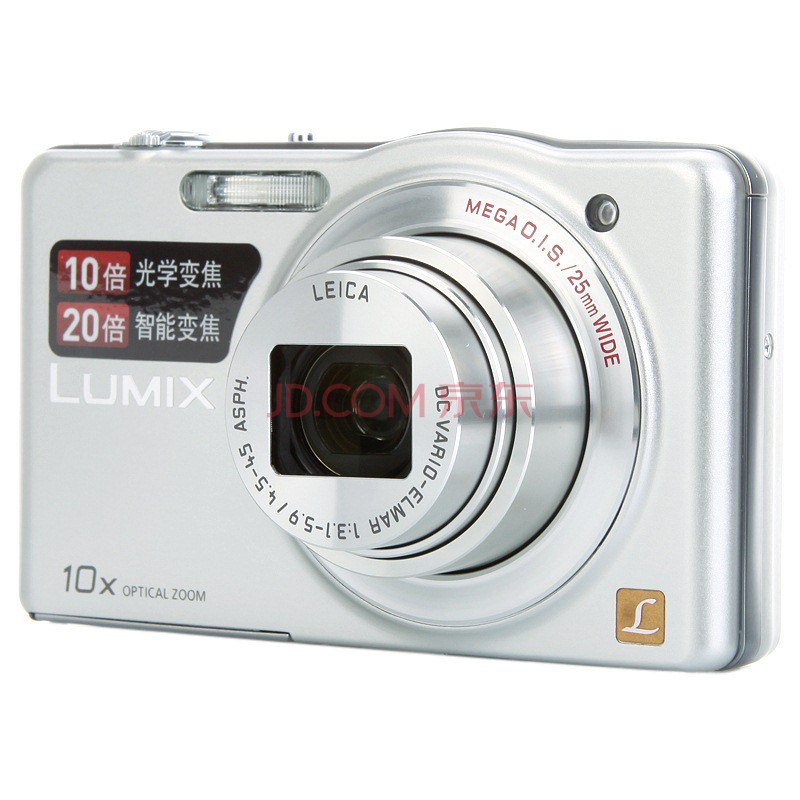 10倍 光学变焦
20倍 智能变焦
LUMIX
MEGA O.I.S./25mm WIDE
LEICA
DC VARIO-ELMAR 1:3.1-5.9 / 4.5-45 ASPH.
JD.COM 京东
10x OPTICAL ZOOM
L